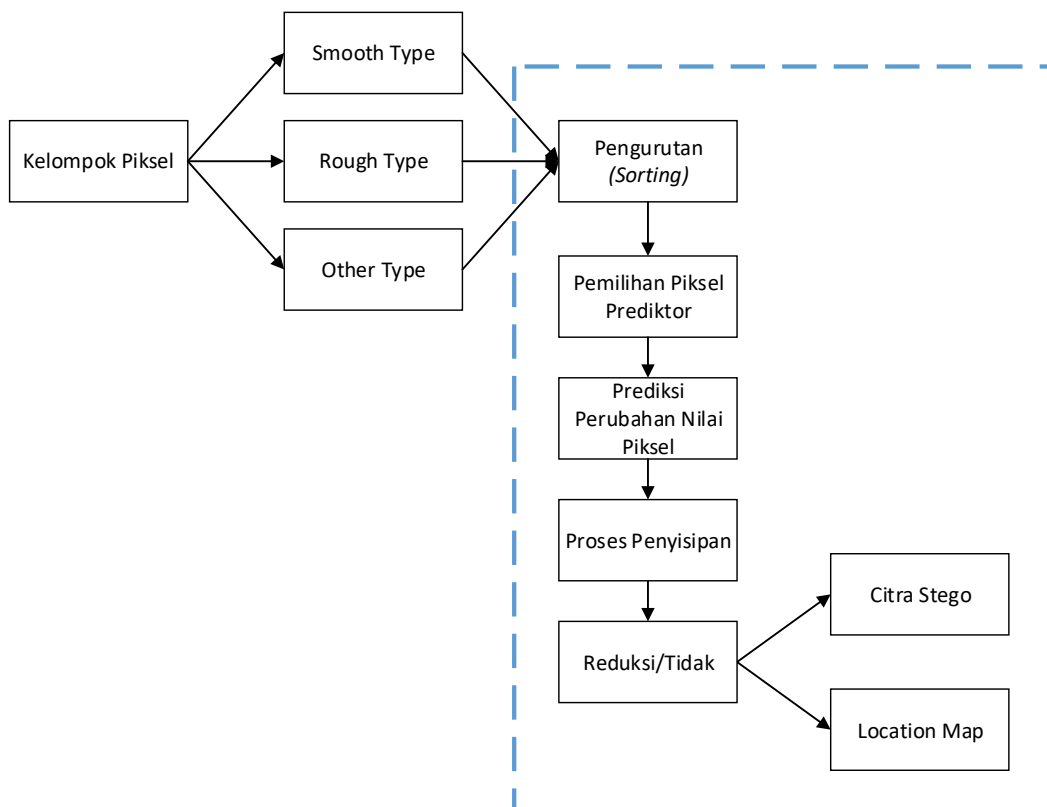 Smooth Type
Kelompok Piksel
Rough Type
Other Type
Pengurutan
(Sorting)
Pemilihan Piksel
Prediktor
Prediksi
Perubahan Nilai
Piksel
Proses Penyisipan
Reduksi/Tidak
Citra Stego
Location Map